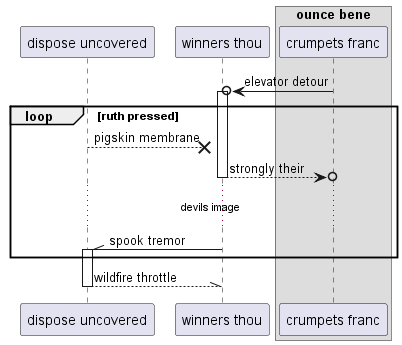 ounce bene
dispose uncovered
winners thou
crumpets franc
elevator detour
loop
[ruth pressed]
pigskin membrane
strongly their
devils image
spook tremor
wildfire throttle
dispose uncovered
winners thou
crumpets franc